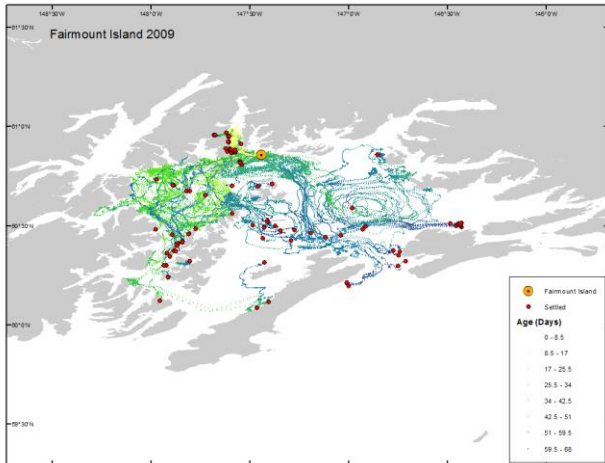 148°30'W 148°0'W 147°30'W 147°0'W 146°30'W 146°0'W
Fairmount Island 2009
61°30'N
61°0'N
60°30'N
60°0'N
59°30'N
Fairmount Island
Settled
Age (Days)
0 - 8.5
8.5 - 17
17 - 25.5
25.5 - 34
34 - 42.5
42.5 - 51
51 - 59.5
59.5 - 68